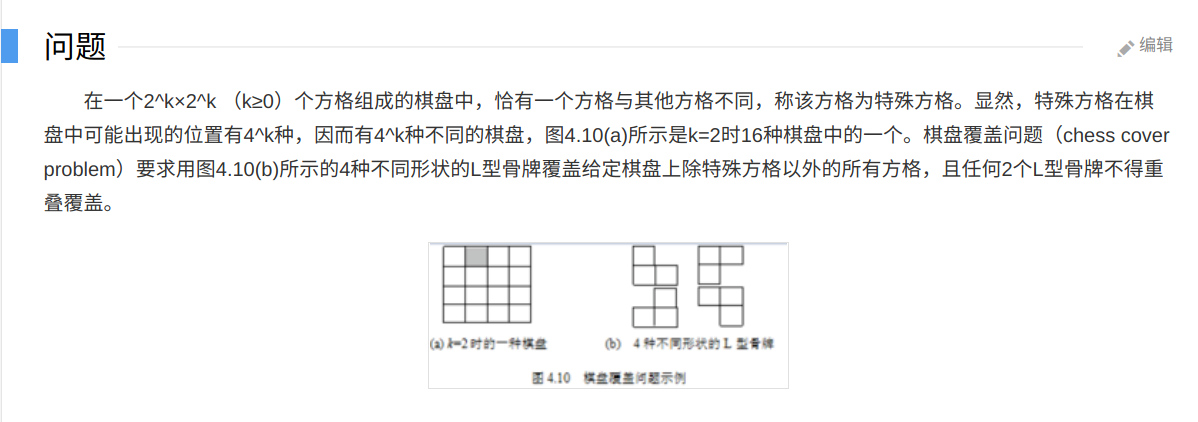 问题
编辑
在一个2^k×2^k （k≥0）个方格组成的棋盘中，恰有一个方格与其他方格不同，称该方格为特殊方格。显然，特殊方格在棋
盘中可能出现的位置有4^k种，因而有4^k种不同的棋盘，图4.10(a)所示是k=2时16种棋盘中的一个。棋盘覆盖问题（chess cover
problem）要求用图4.10(b)所示的4种不同形状的L型骨牌覆盖给定棋盘上除特殊方格以外的所有方格，且任何2个L型骨牌不得重
叠覆盖。
(a) k=2时的一种棋盘
(b) 4种不同形状的 L 型骨牌
图 4.10 棋盘覆盖问题示例